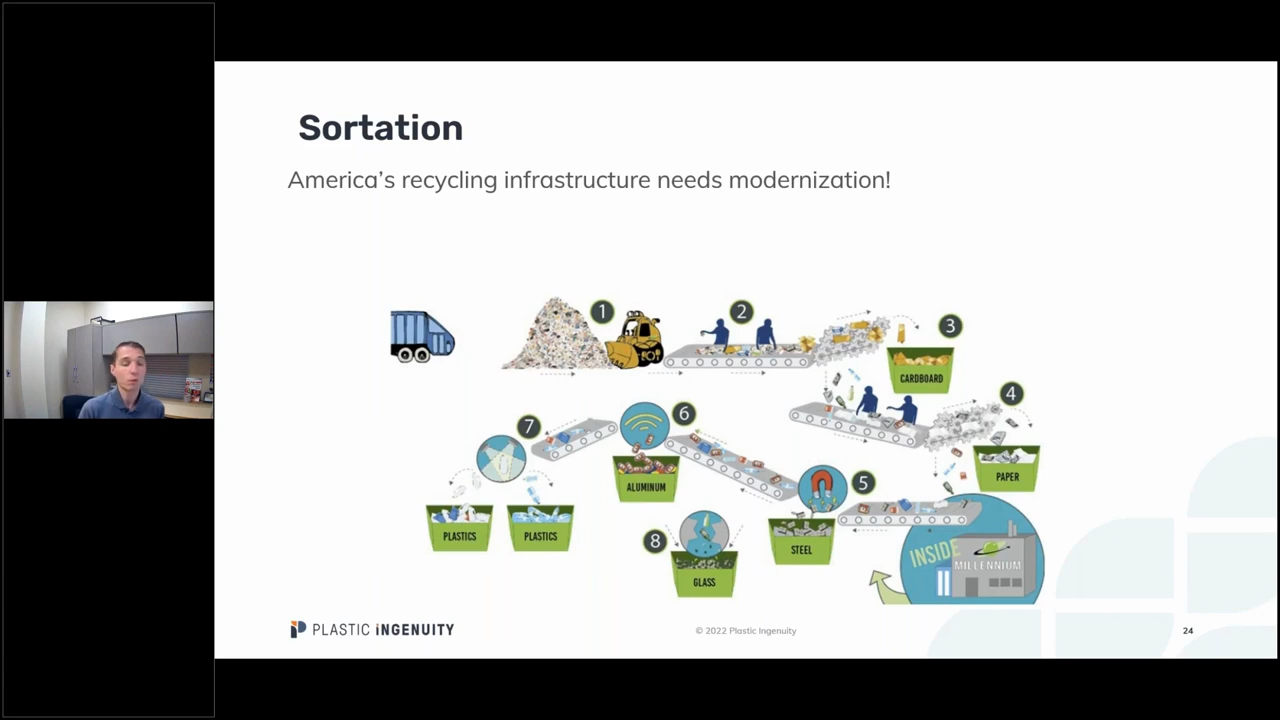 Sortation
America's recycling infrastructure needs modernization!
1
2
3
CARDBOARD
4
PAPER
7
6
ALUMINUM
5
STEEL
PLASTICS
PLASTICS
8
GLASS
INSIDE
MILLENNIUM
PLASTIC INGENUITY
© 2022 Plastic Ingenuity
24